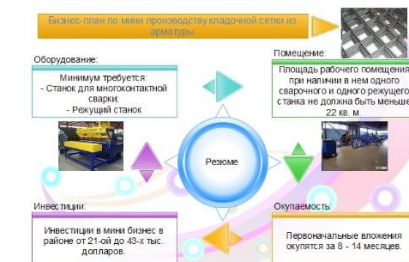 Бизнес-план по мини производству кладочной сетки из
арматуры
Оборудование:
Минимум требуется:
- Станок для многоконтактной
сварки;
- Режущий станок
Помещение:
Площадь рабочего помещения
при наличии в нем одного
сварочного и одного режущего
станка не должна быть меньше
22 кв. м.
Резюме
Инвестиции:
Инвестиции в мини бизнес в
районе от 21-ой до 43-х тыс.
долларов.
Окупаемость:
Первоначальные вложения
окупятся за 8 - 14 месяцев.